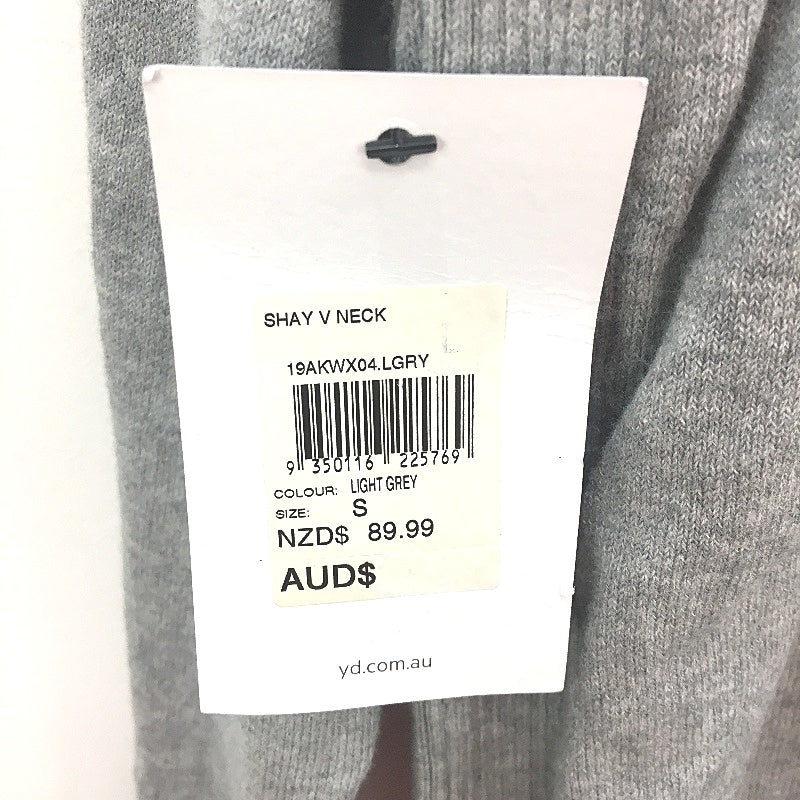 SHAY V NECK
19AKWX04.LGRY
9 350116 225769
COLOUR: LIGHT GREY
SIZE: S
NZD$ 89.99
AUD$
yd.com.au